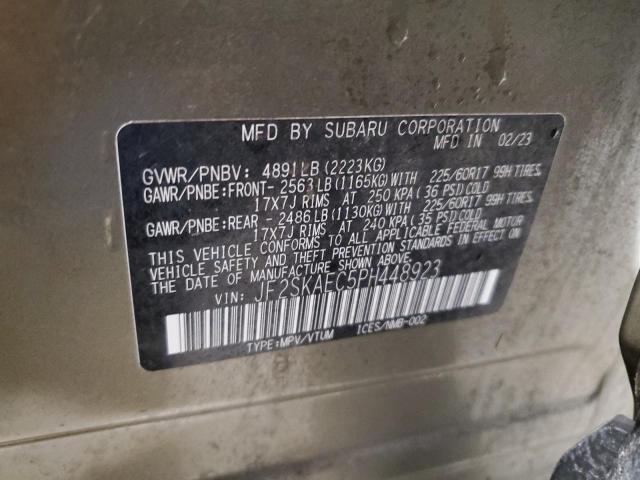 MFD BY SUBARU CORPORATION
MFD IN 02/23
GVWR/PNBV: 4891LB (2223KG)
GAWR/PNBE:FRONT- 2563LB (1165KG) WITH 225/60R17 99H TIRES,
17X7J RIMS AT 250 KPA (36 PSI) COLD
GAWR/PNBE:REAR - 2486LB (1130KG) WITH 225/60R17 99H TIRES,
17X7J RIMS AT 240 KPA (35 PSI) COLD
THIS VEHICLE CONFORMS TO ALL APPLICABLE FEDERAL MOTOR
VEHICLE SAFETY AND THEFT PREVENTION STANDARDS IN EFFECT ON
THE DATE OF MANUFACTURE SHOWN ABOVE.
VIN: JF2SKAEC5PH448923
TYPE:MPV/VTUM ICES/NMB-002